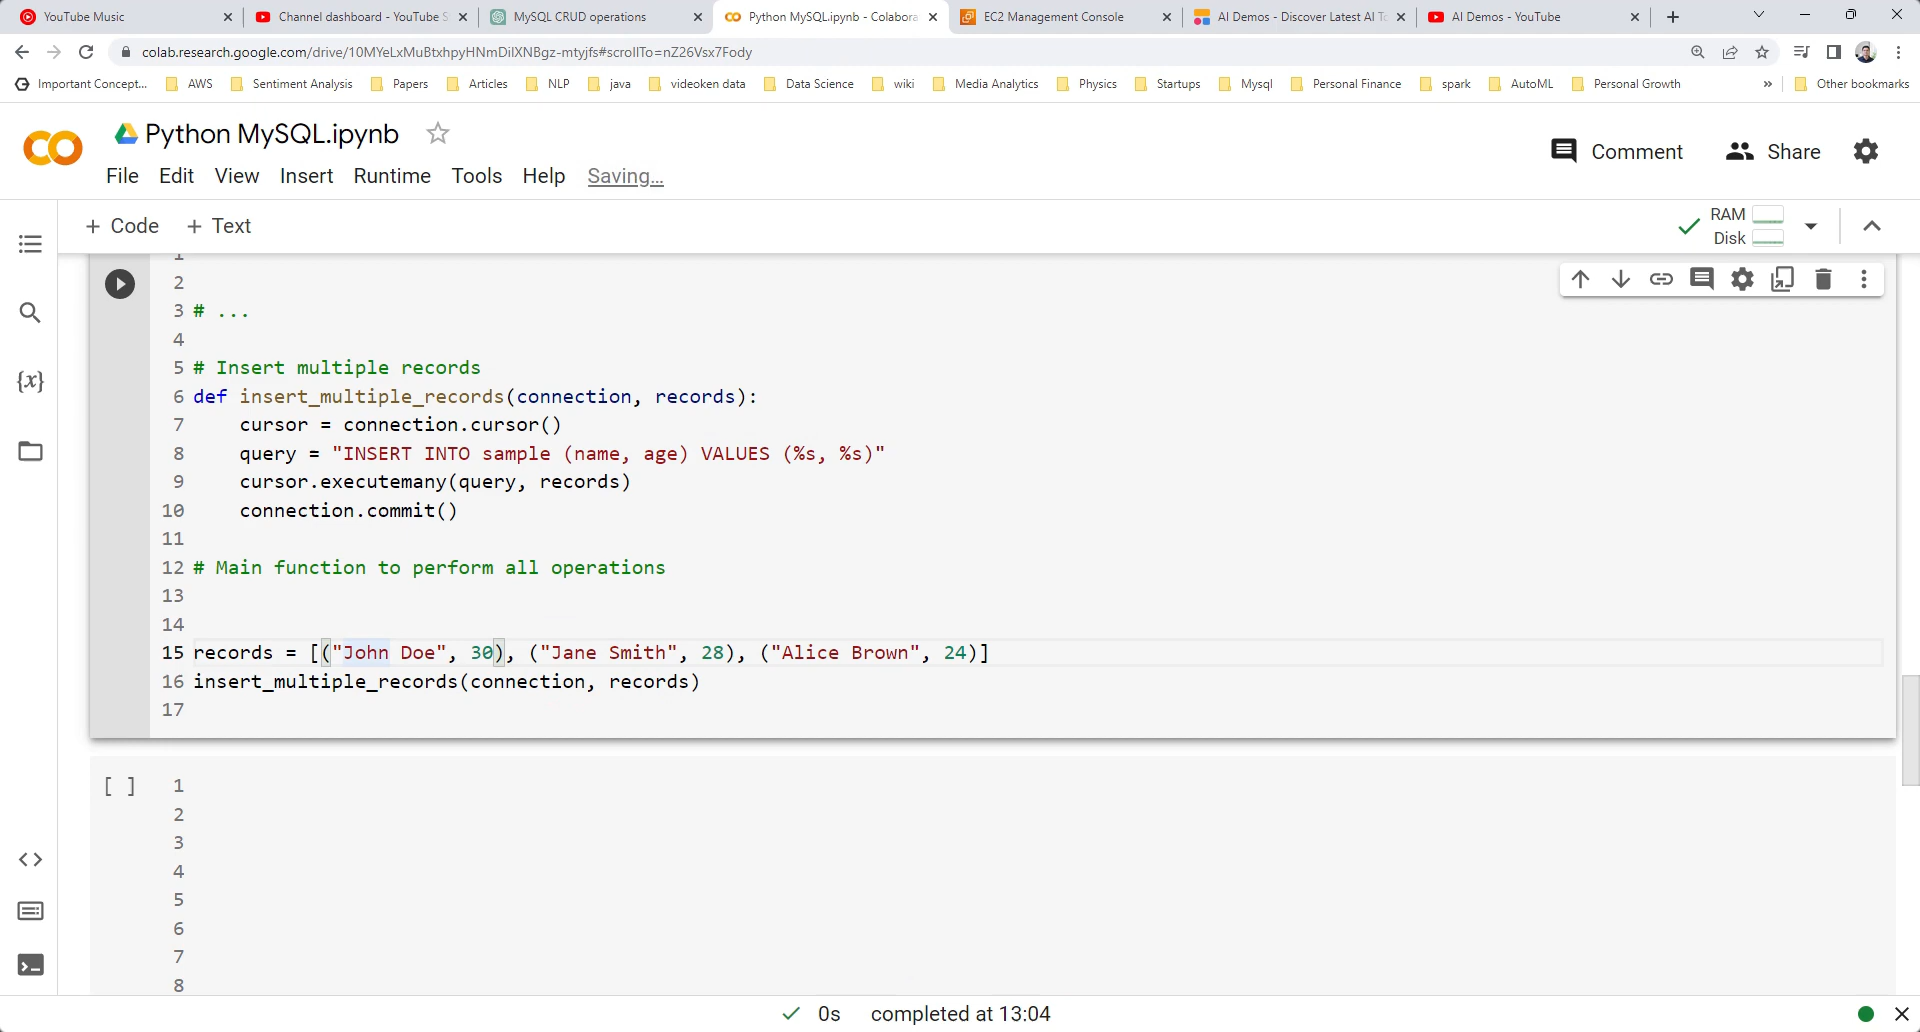 YouTube Music
Channel dashboard - YouTube S
MySQL CRUD operations
Python MySQL.ipynb - Colabora
EC2 Management Console
AI Demos - Discover Latest AI To
AI Demos - YouTube
colab.research.google.com/drive/10MYeLxMuBtxhpyHNmDilXNBgz-mtyjfs#scrollTo=nZ26Vsx7Fody
Important Concept...
AWS
Sentiment Analysis
Papers
Articles
NLP
java
videoken data
Data Science
wiki
Media Analytics
Physics
Startups
Mysql
Personal Finance
spark
AutoML
Personal Growth
»
Other bookmarks
CO Python MySQL.ipynb
Comment
Share
File Edit View Insert Runtime Tools Help Saving...
+ Code + Text
RAM
Disk
1
2
3 # ...
4
5 # Insert multiple records
6 def insert_multiple_records(connection, records):
7 cursor = connection.cursor()
8 query = "INSERT INTO sample (name, age) VALUES (%s, %s)"
9 cursor.executemany(query, records)
10 connection.commit()
11
12 # Main function to perform all operations
13
14
15 records = [("John Doe", 30), ("Jane Smith", 28), ("Alice Brown", 24)]
16 insert_multiple_records(connection, records)
17
[ ] 1
2
3
4
5
6
7
8
{x}
<>
0s completed at 13:04